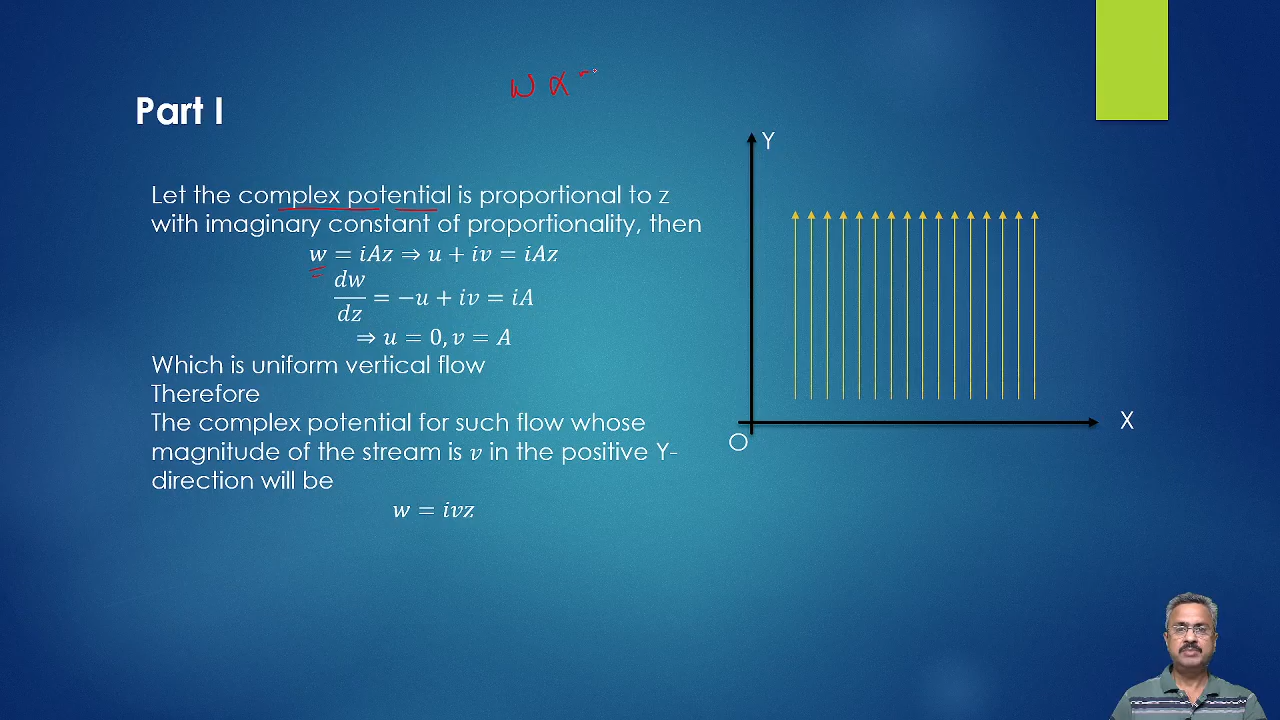 w ∝
Part I
Let the complex potential is proportional to z
with imaginary constant of proportionality, then
w = iAz ⇒ u + iv = iAz
dw/dz = −u + iv = iA
⇒ u = 0, v = A
Which is uniform vertical flow
Therefore
The complex potential for such flow whose
magnitude of the stream is v in the positive Y-
direction will be
w = ivz
Y
X
O